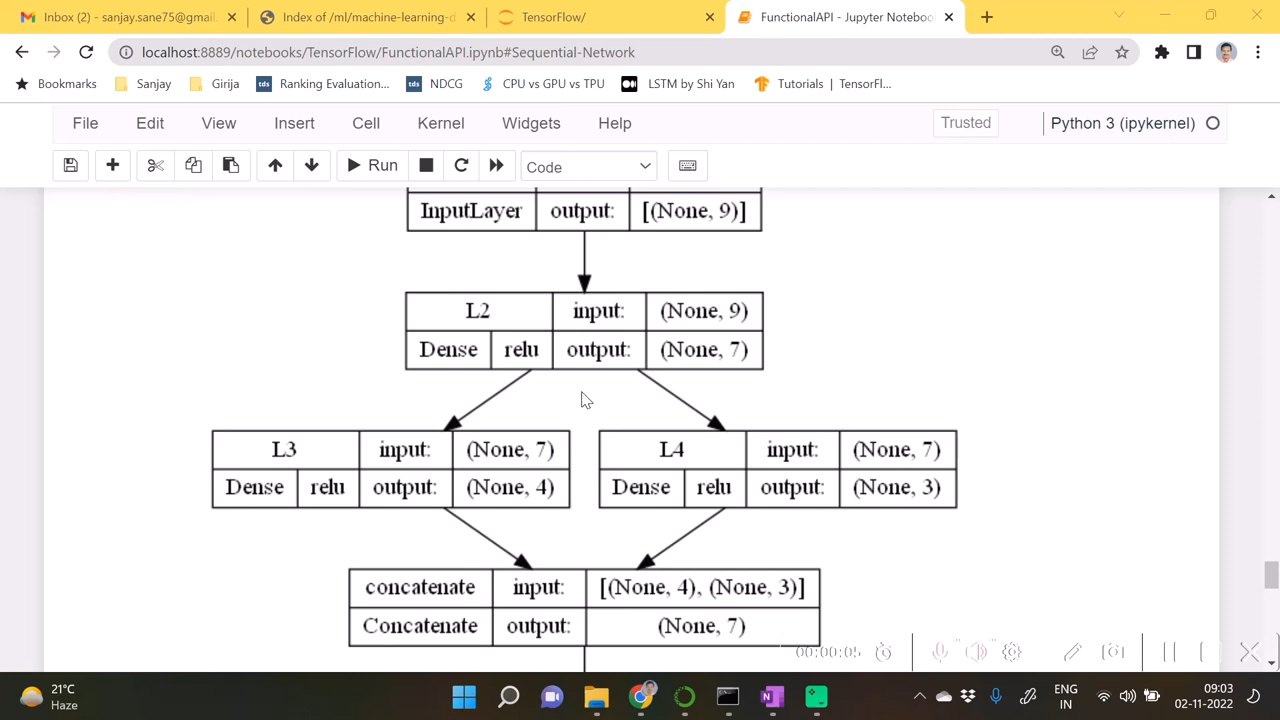 Inbox (2) - sanjay.sane75@gmail.
Index of /ml/machine-learning-d
TensorFlow/
FunctionalAPI - Jupyter Noteboo
localhost:8889/notebooks/TensorFlow/FunctionalAPI.ipynb#Sequential-Network
Bookmarks
Sanjay
Girija
tds
Ranking Evaluation...
tds
NDCG
CPU vs GPU vs TPU
LSTM by Shi Yan
Tutorials | TensorFl...
File
Edit
View
Insert
Cell
Kernel
Widgets
Help
Trusted
Python 3 (ipykernel)
Run
Code
InputLayer output: [(None, 9)]
L2 input: (None, 9)
Dense relu output: (None, 7)
L3 input: (None, 7)
Dense relu output: (None, 4)
L4 input: (None, 7)
Dense relu output: (None, 3)
concatenate input: [(None, 4), (None, 3)]
Concatenate output: (None, 7)
00:00:05
21°C
Haze
ENG
IN
09:03
02-11-2022